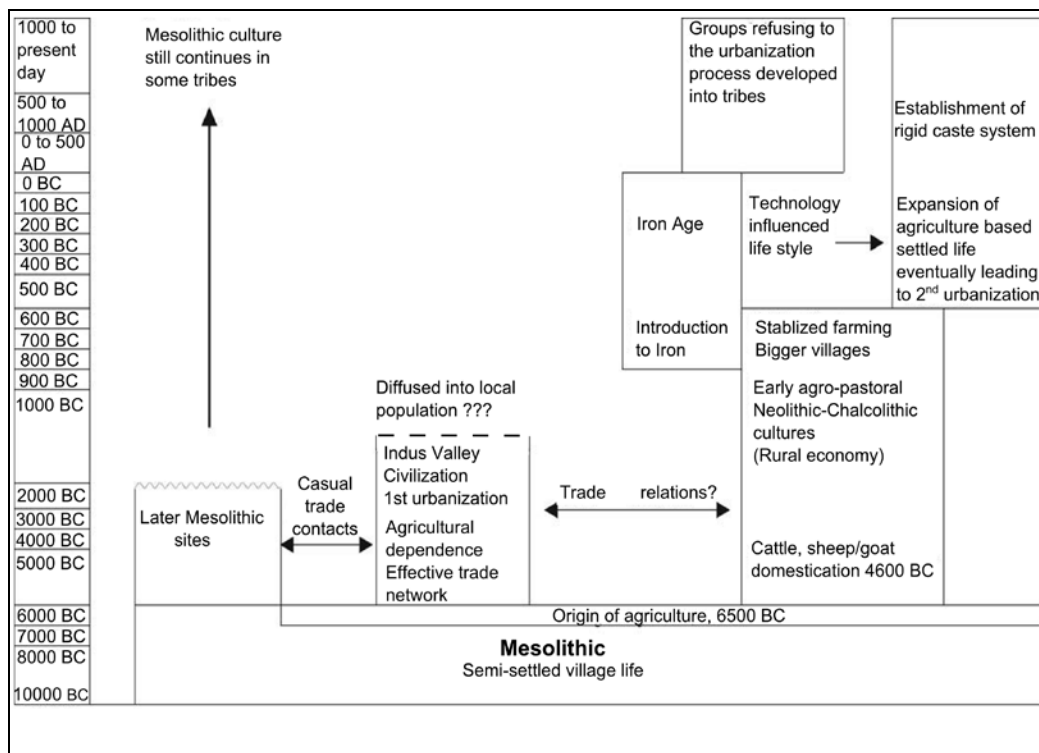 1000 to
present
day
500 to
1000 AD
0 to 500
AD
0 BC
100 BC
200 BC
300 BC
400 BC
500 BC
600 BC
700 BC
800 BC
900 BC
1000 BC
2000 BC
3000 BC
4000 BC
5000 BC
6000 BC
7000 BC
8000 BC
10000 BC
Mesolithic culture
still continues in
some tribes
Later Mesolithic
sites
Casual
trade
contacts
Diffused into local
population ???
Indus Valley
Civilization
1st urbanization
Agricultural
dependence
Effective trade
network
Trade relations?
Groups refusing to
the urbanization
process developed
into tribes
Iron Age
Introduction
to Iron
Technology
influenced
life style
Establishment of
rigid caste system
Expansion of
agriculture based
settled life
eventually leading
to 2nd urbanization
Stablized farming
Bigger villages
Early agro-pastoral
Neolithic-Chalcolithic
cultures
(Rural economy)
Cattle, sheep/goat
domestication 4600 BC
Origin of agriculture, 6500 BC
Mesolithic
Semi-settled village life